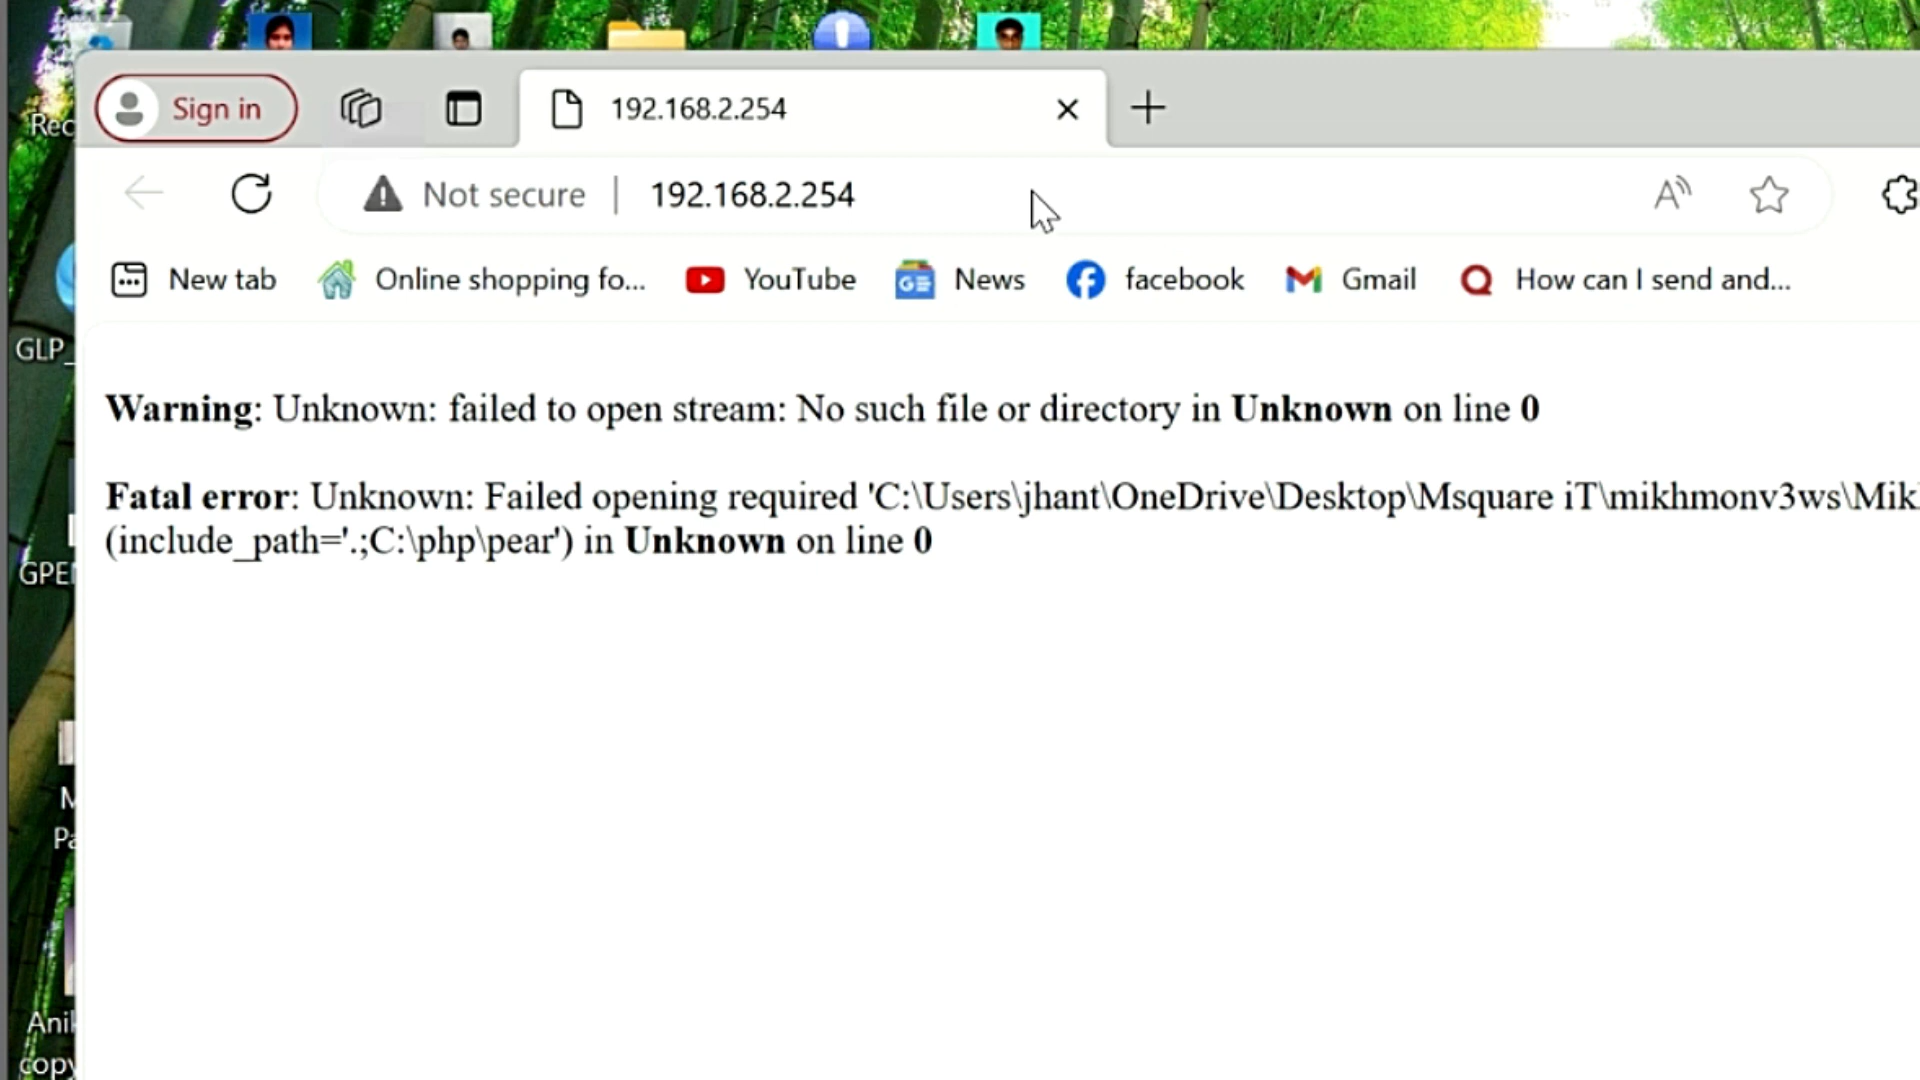 Sign in
192.168.2.254
Not secure | 192.168.2.254
New tab
Online shopping fo...
YouTube
News
facebook
Gmail
How can I send and...
GLP_
Warning: Unknown: failed to open stream: No such file or directory in Unknown on line 0
Fatal error: Unknown: Failed opening required 'C:\Users\jhant\OneDrive\Desktop\Msquare iT\mikhmonv3ws\Mik
(include_path='.;C:\php\pear') in Unknown on line 0
copy